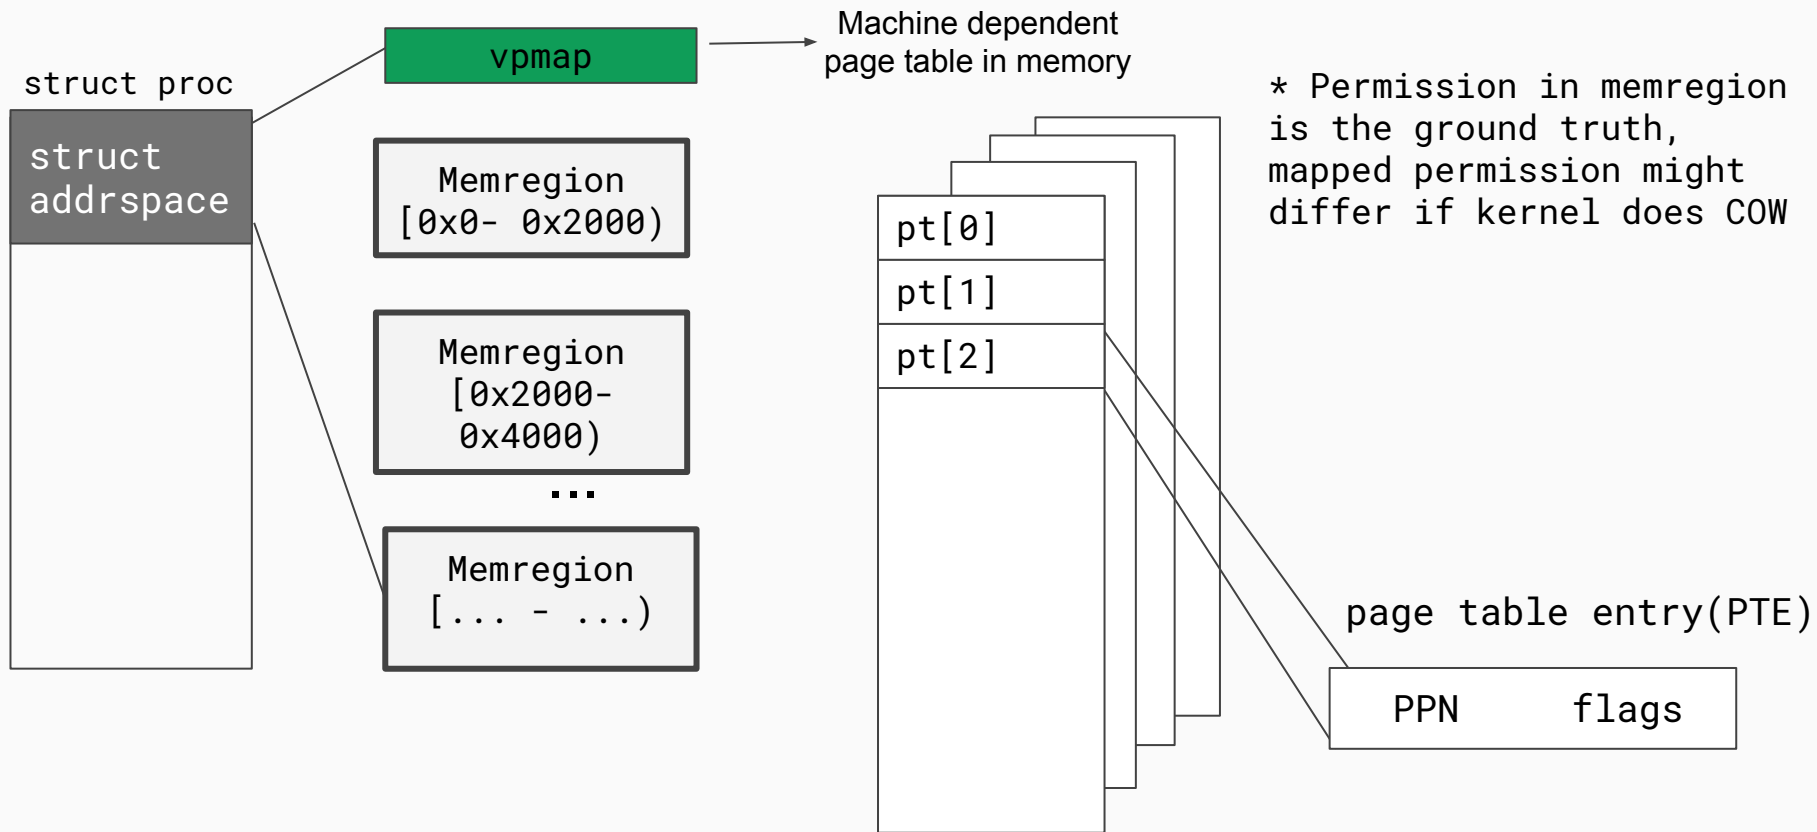 struct proc
struct
addrspace
vpmap
Machine dependent
page table in memory
Memregion
[0x0- 0x2000)
Memregion
[0x2000-
0x4000)
...
Memregion
[... - ...)
pt[0]
pt[1]
pt[2]
* Permission in memregion
is the ground truth,
mapped permission might
differ if kernel does COW
page table entry(PTE)
PPN flags